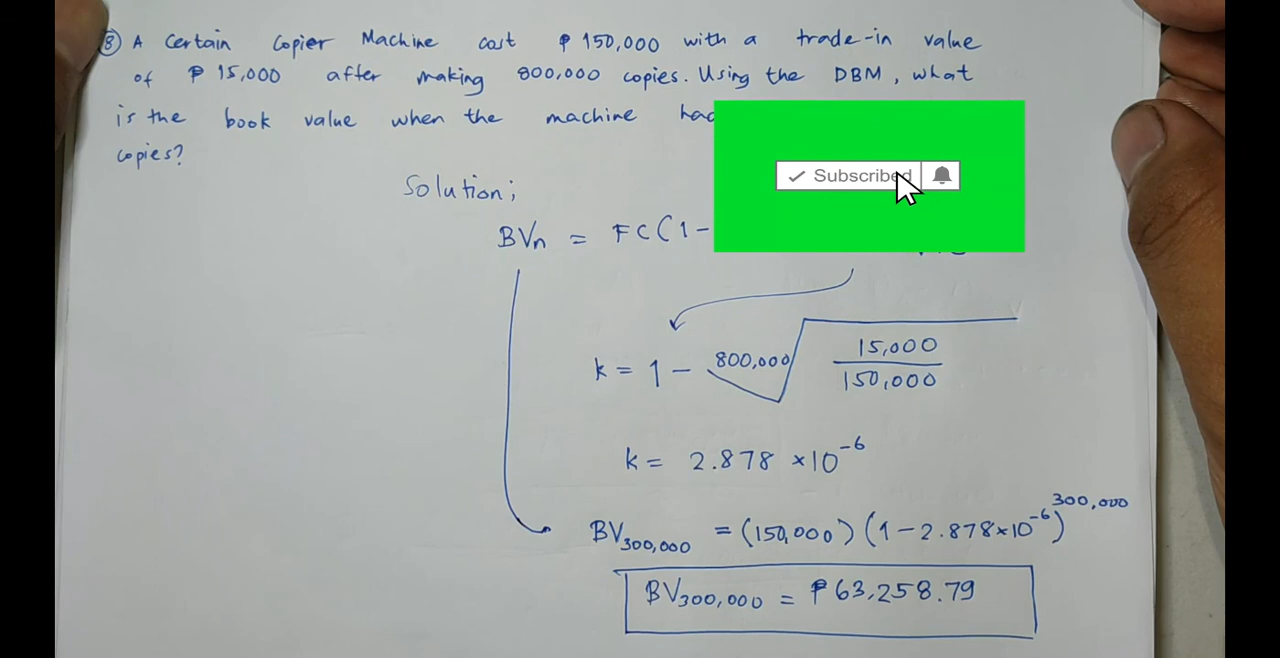 ⑧ A Certain Copier Machine cost ₱ 150,000 with a trade-in value
of ₱ 15,000 after making 800,000 copies. Using the DBM, what
is the book value when the machine had
copies?
Subscribed
Solution;
BVn = FC(1-
k = 1 - ⁸⁰⁰,⁰⁰⁰√(15,000/150,000)
k = 2.878 ×10⁻⁶
BV₃₀₀,₀₀₀ = (150,000) (1-2.878×10⁻⁶)³⁰⁰,⁰⁰⁰
BV₃₀₀,₀₀₀ = ₱63,258.79